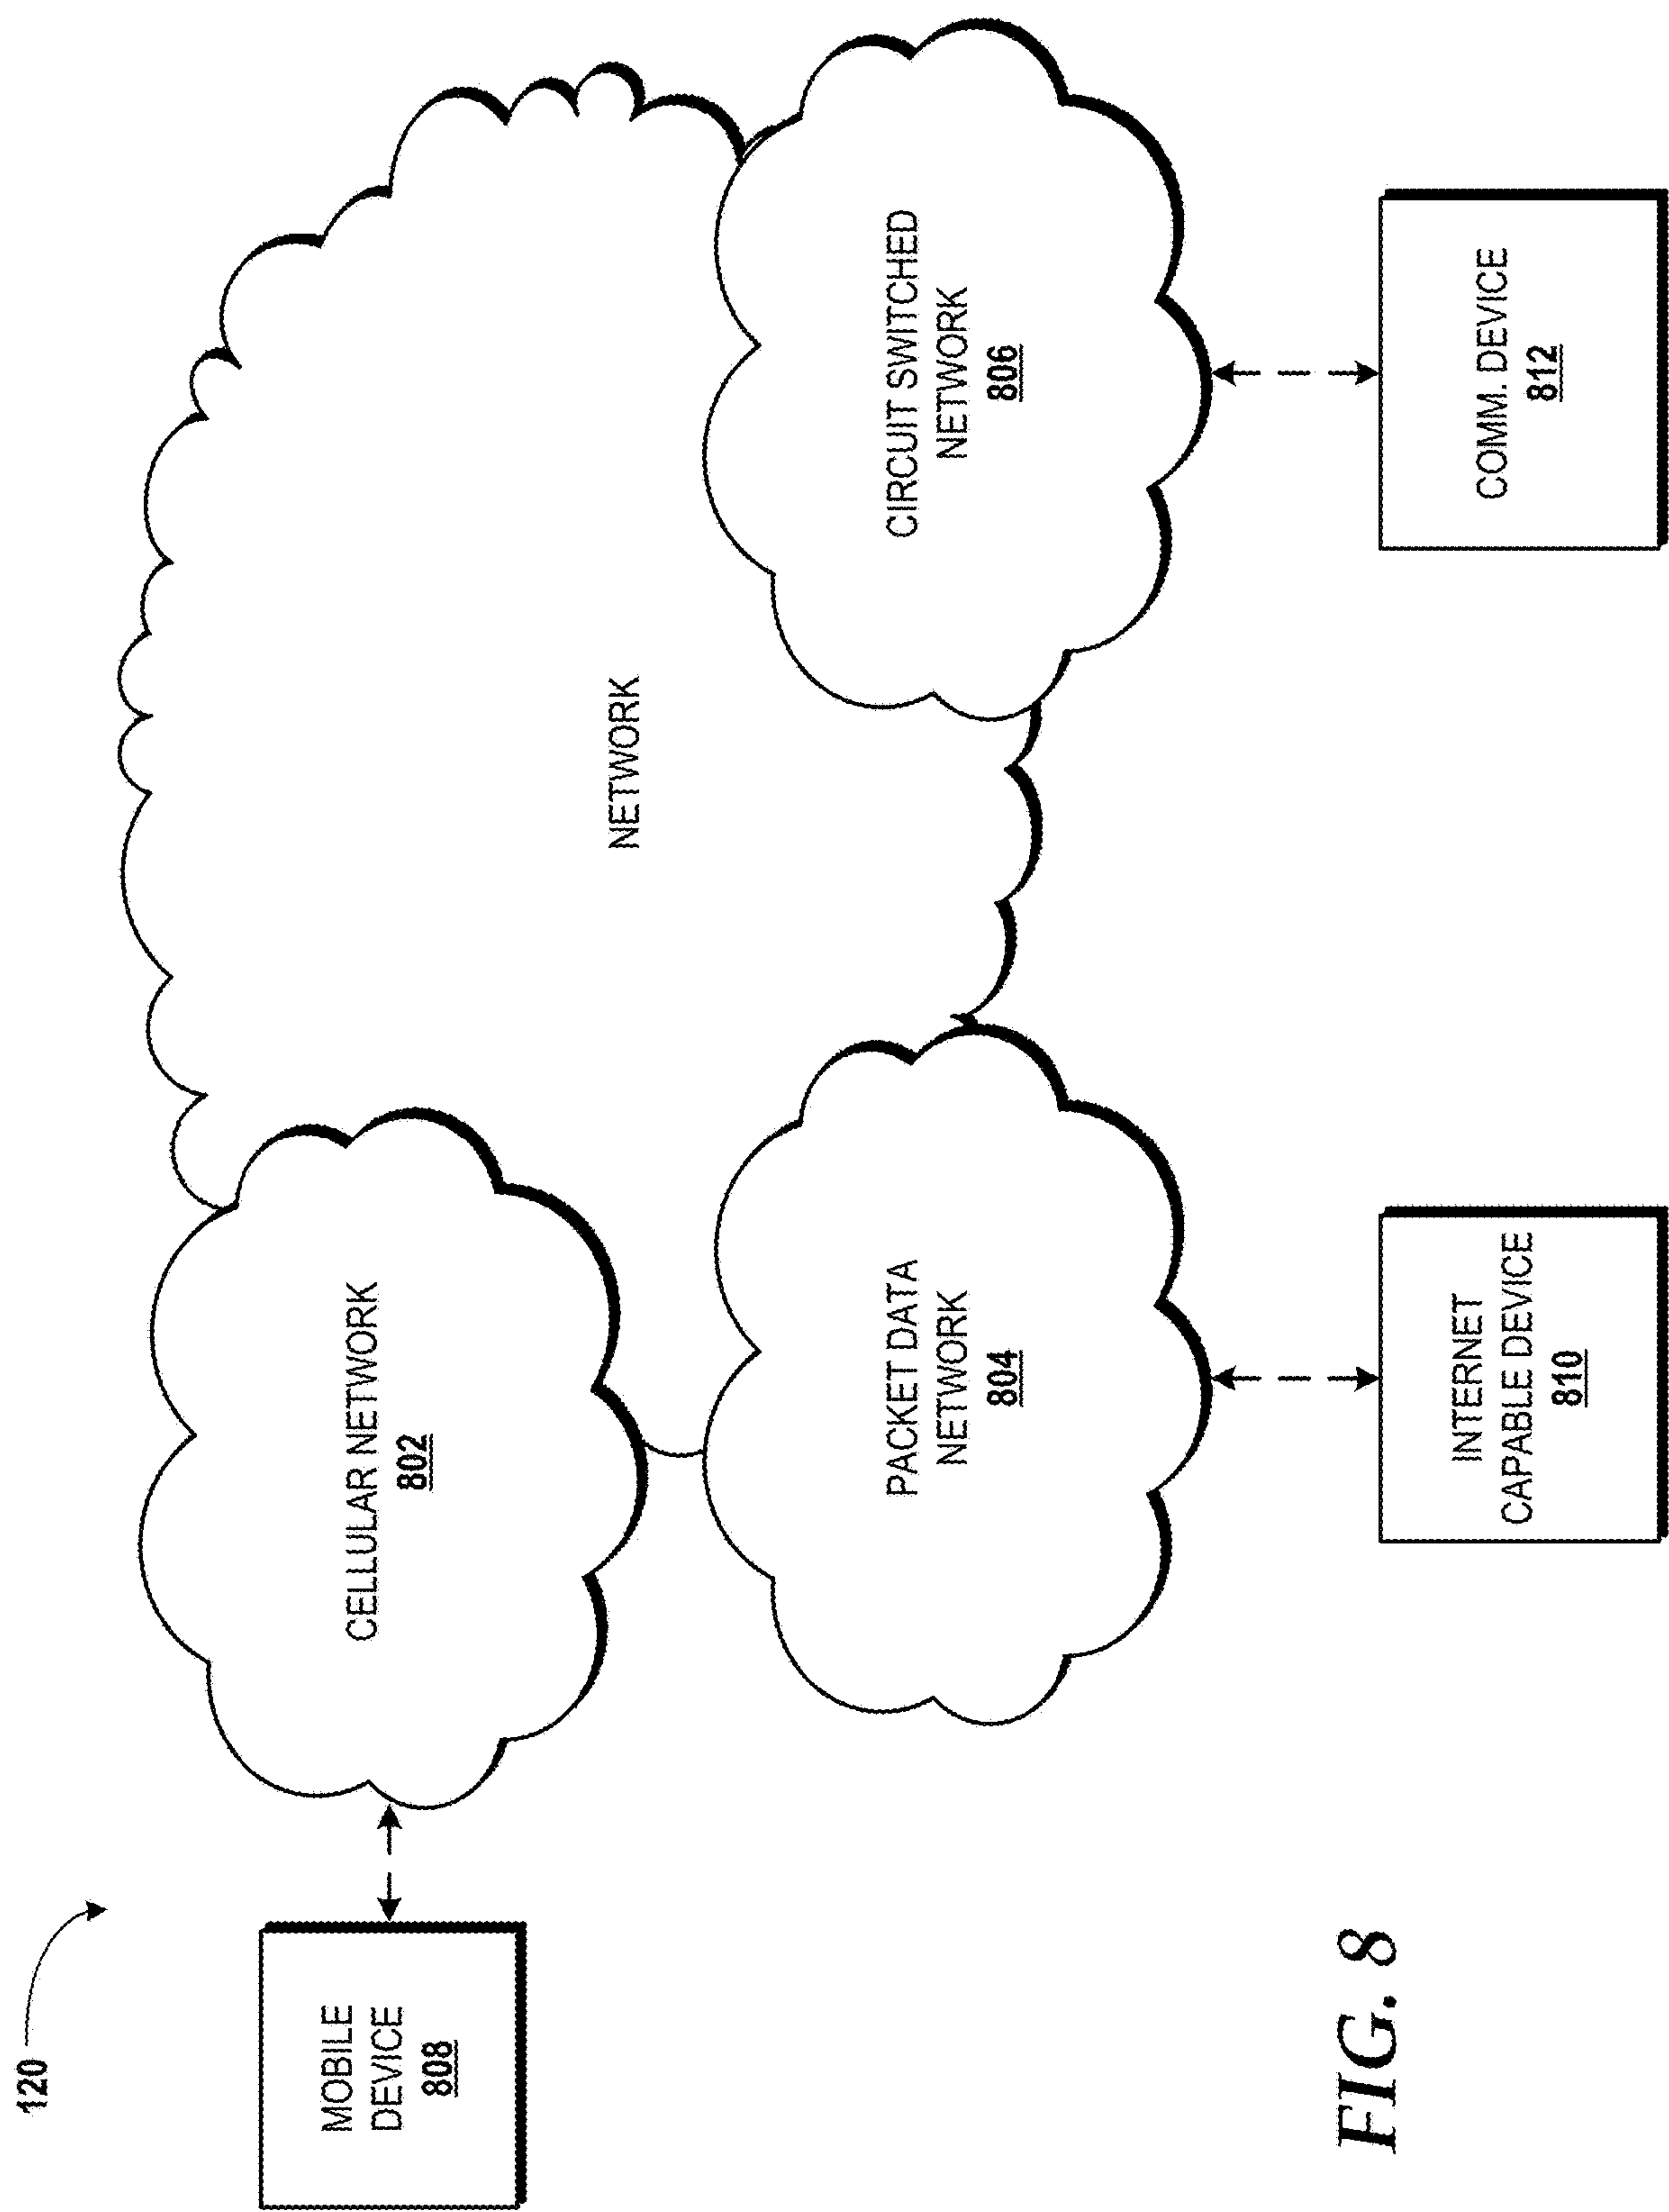 120
MOBILE
DEVICE
808
CELLULAR NETWORK
802
NETWORK
PACKET DATA
NETWORK
804
CIRCUIT SWITCHED
NETWORK
806
INTERNET
CAPABLE DEVICE
810
COMM. DEVICE
812
FIG. 8